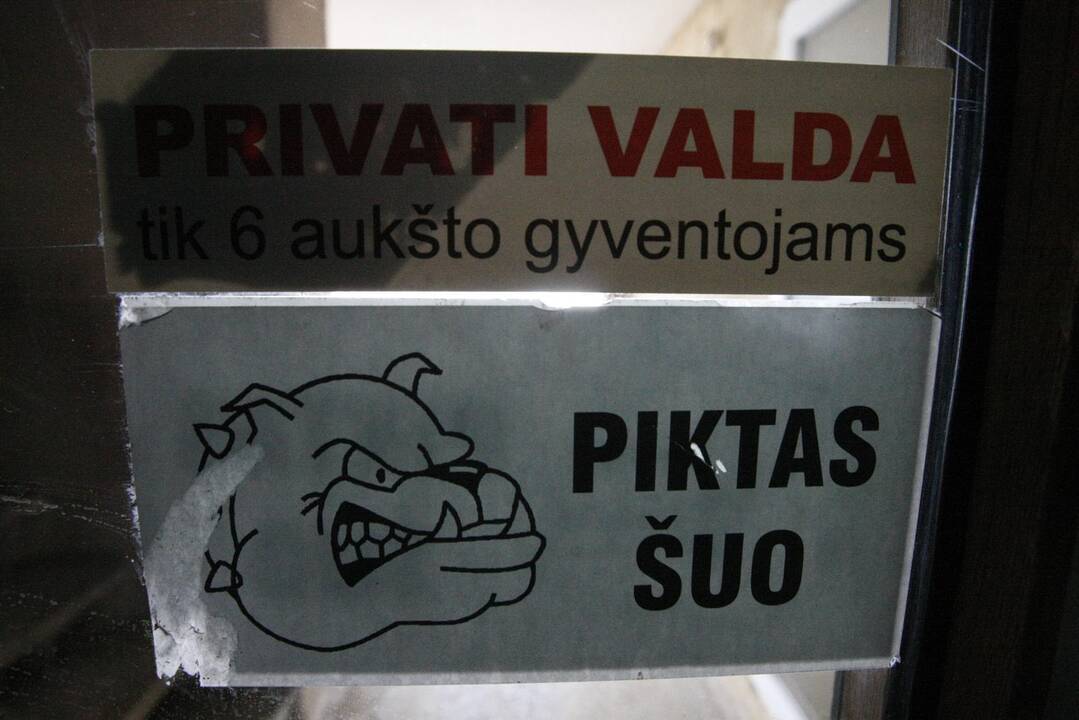 PRIVATI VALDA
tik 6 aukšto gyventojams
PIKTAS
ŠUO